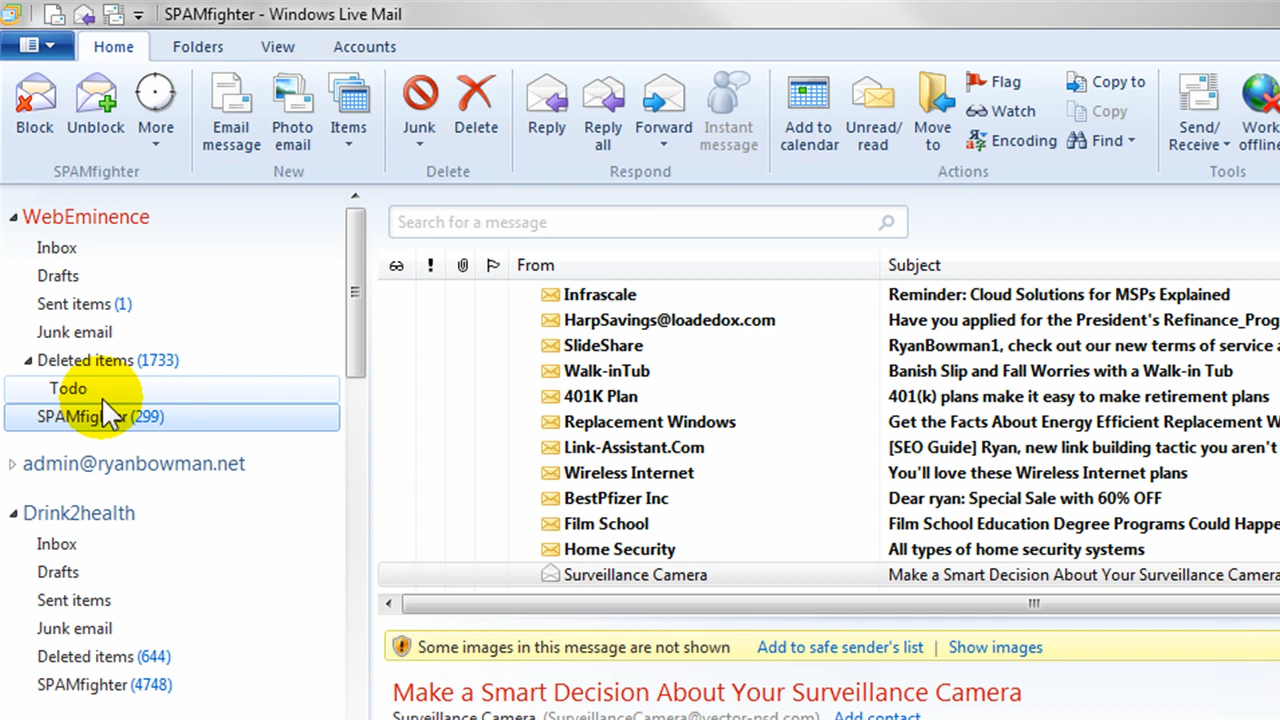 SPAMfighter - Windows Live Mail
Home Folders View Accounts
Block Unblock More
SPAMfighter
Email message Photo email Items
New
Junk Delete
Delete
Reply Reply all Forward Instant message
Respond
Add to calendar Unread/ read Move to Flag Watch Encoding Copy to Copy Find
Actions
Send/ Receive Work offline
Tools
WebEminence
Inbox
Drafts
Sent items (1)
Junk email
Deleted items (1733)
Todo
SPAMfighter (299)
admin@ryanbowman.net
Drink2health
Inbox
Drafts
Sent items
Junk email
Deleted items (644)
SPAMfighter (4748)
Search for a message
! From Subject
Infrascale Reminder: Cloud Solutions for MSPs Explained
HarpSavings@loadedox.com Have you applied for the President's Refinance_Prog
SlideShare RyanBowman1, check out our new terms of service a
Walk-inTub Banish Slip and Fall Worries with a Walk-in Tub
401K Plan 401(k) plans make it easy to make retirement plans
Replacement Windows Get the Facts About Energy Efficient Replacement W
Link-Assistant.Com [SEO Guide] Ryan, new link building tactic you aren't
Wireless Internet You'll love these Wireless Internet plans
BestPfizer Inc Dear ryan: Special Sale with 60% OFF
Film School Film School Education Degree Programs Could Happe
Home Security All types of home security systems
Surveillance Camera Make a Smart Decision About Your Surveillance Camera
Some images in this message are not shown Add to safe sender's list | Show images
Make a Smart Decision About Your Surveillance Camera
Surveillance Camera (SurveillanceCamera@vector-psd.com) Add contact